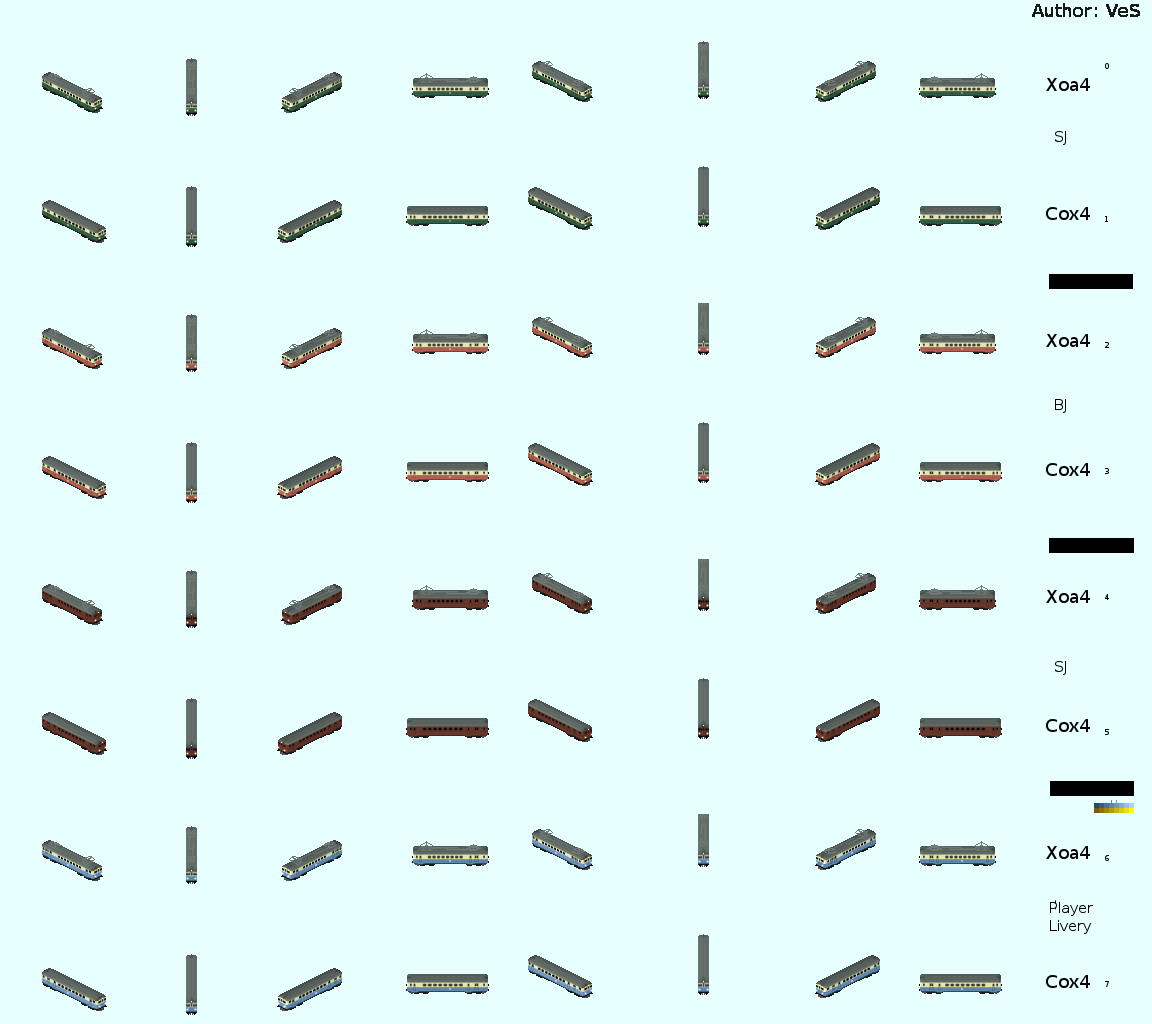 Author: VeS
0
Xoa4
SJ
Cox4 1
Xoa4 2
BJ
Cox4 3
Xoa4 4
SJ
Cox4 5
Xoa4 6
Player
Livery
Cox4 7